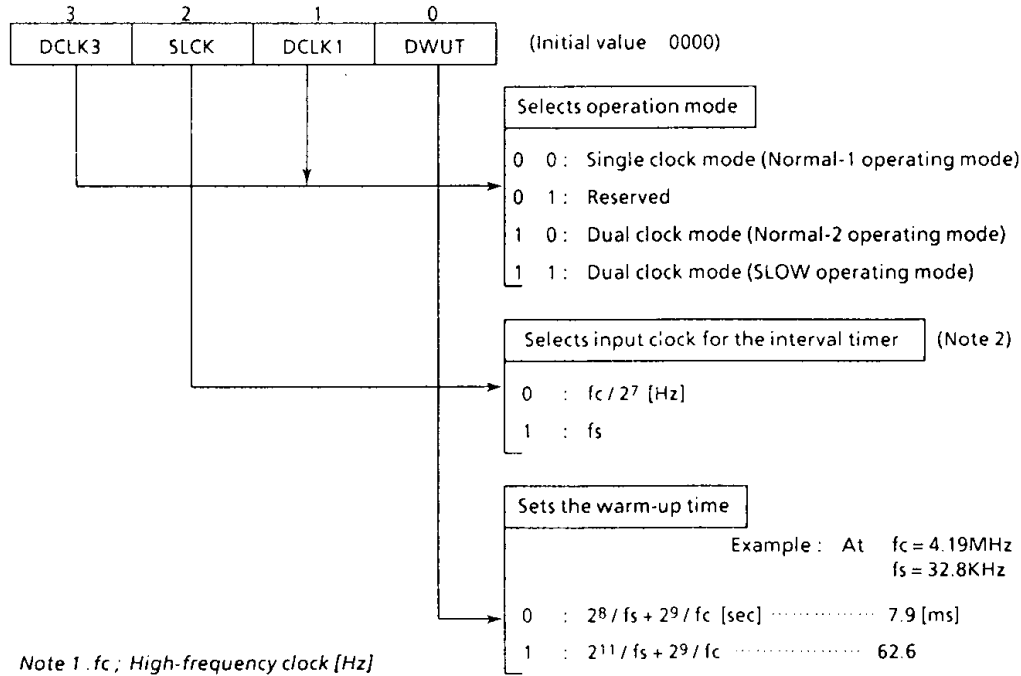 3 2 1 0
DCLK3 SLCK DCLK1 DWUT (Initial value 0000)
Selects operation mode
0 0 : Single clock mode (Normal-1 operating mode)
0 1 : Reserved
1 0 : Dual clock mode (Normal-2 operating mode)
1 1 : Dual clock mode (SLOW operating mode)
Selects input clock for the interval timer (Note 2)
0 : fc / 2⁷ [Hz]
1 : fs
Sets the warm-up time
Example : At fc = 4.19MHz
fs = 32.8KHz
0 : 2⁸ / fs + 2⁹ / fc [sec] ·············· 7.9 [ms]
1 : 2¹¹ / fs + 2⁹ / fc ·················· 62.6
Note 1 . fc ; High-frequency clock [Hz]